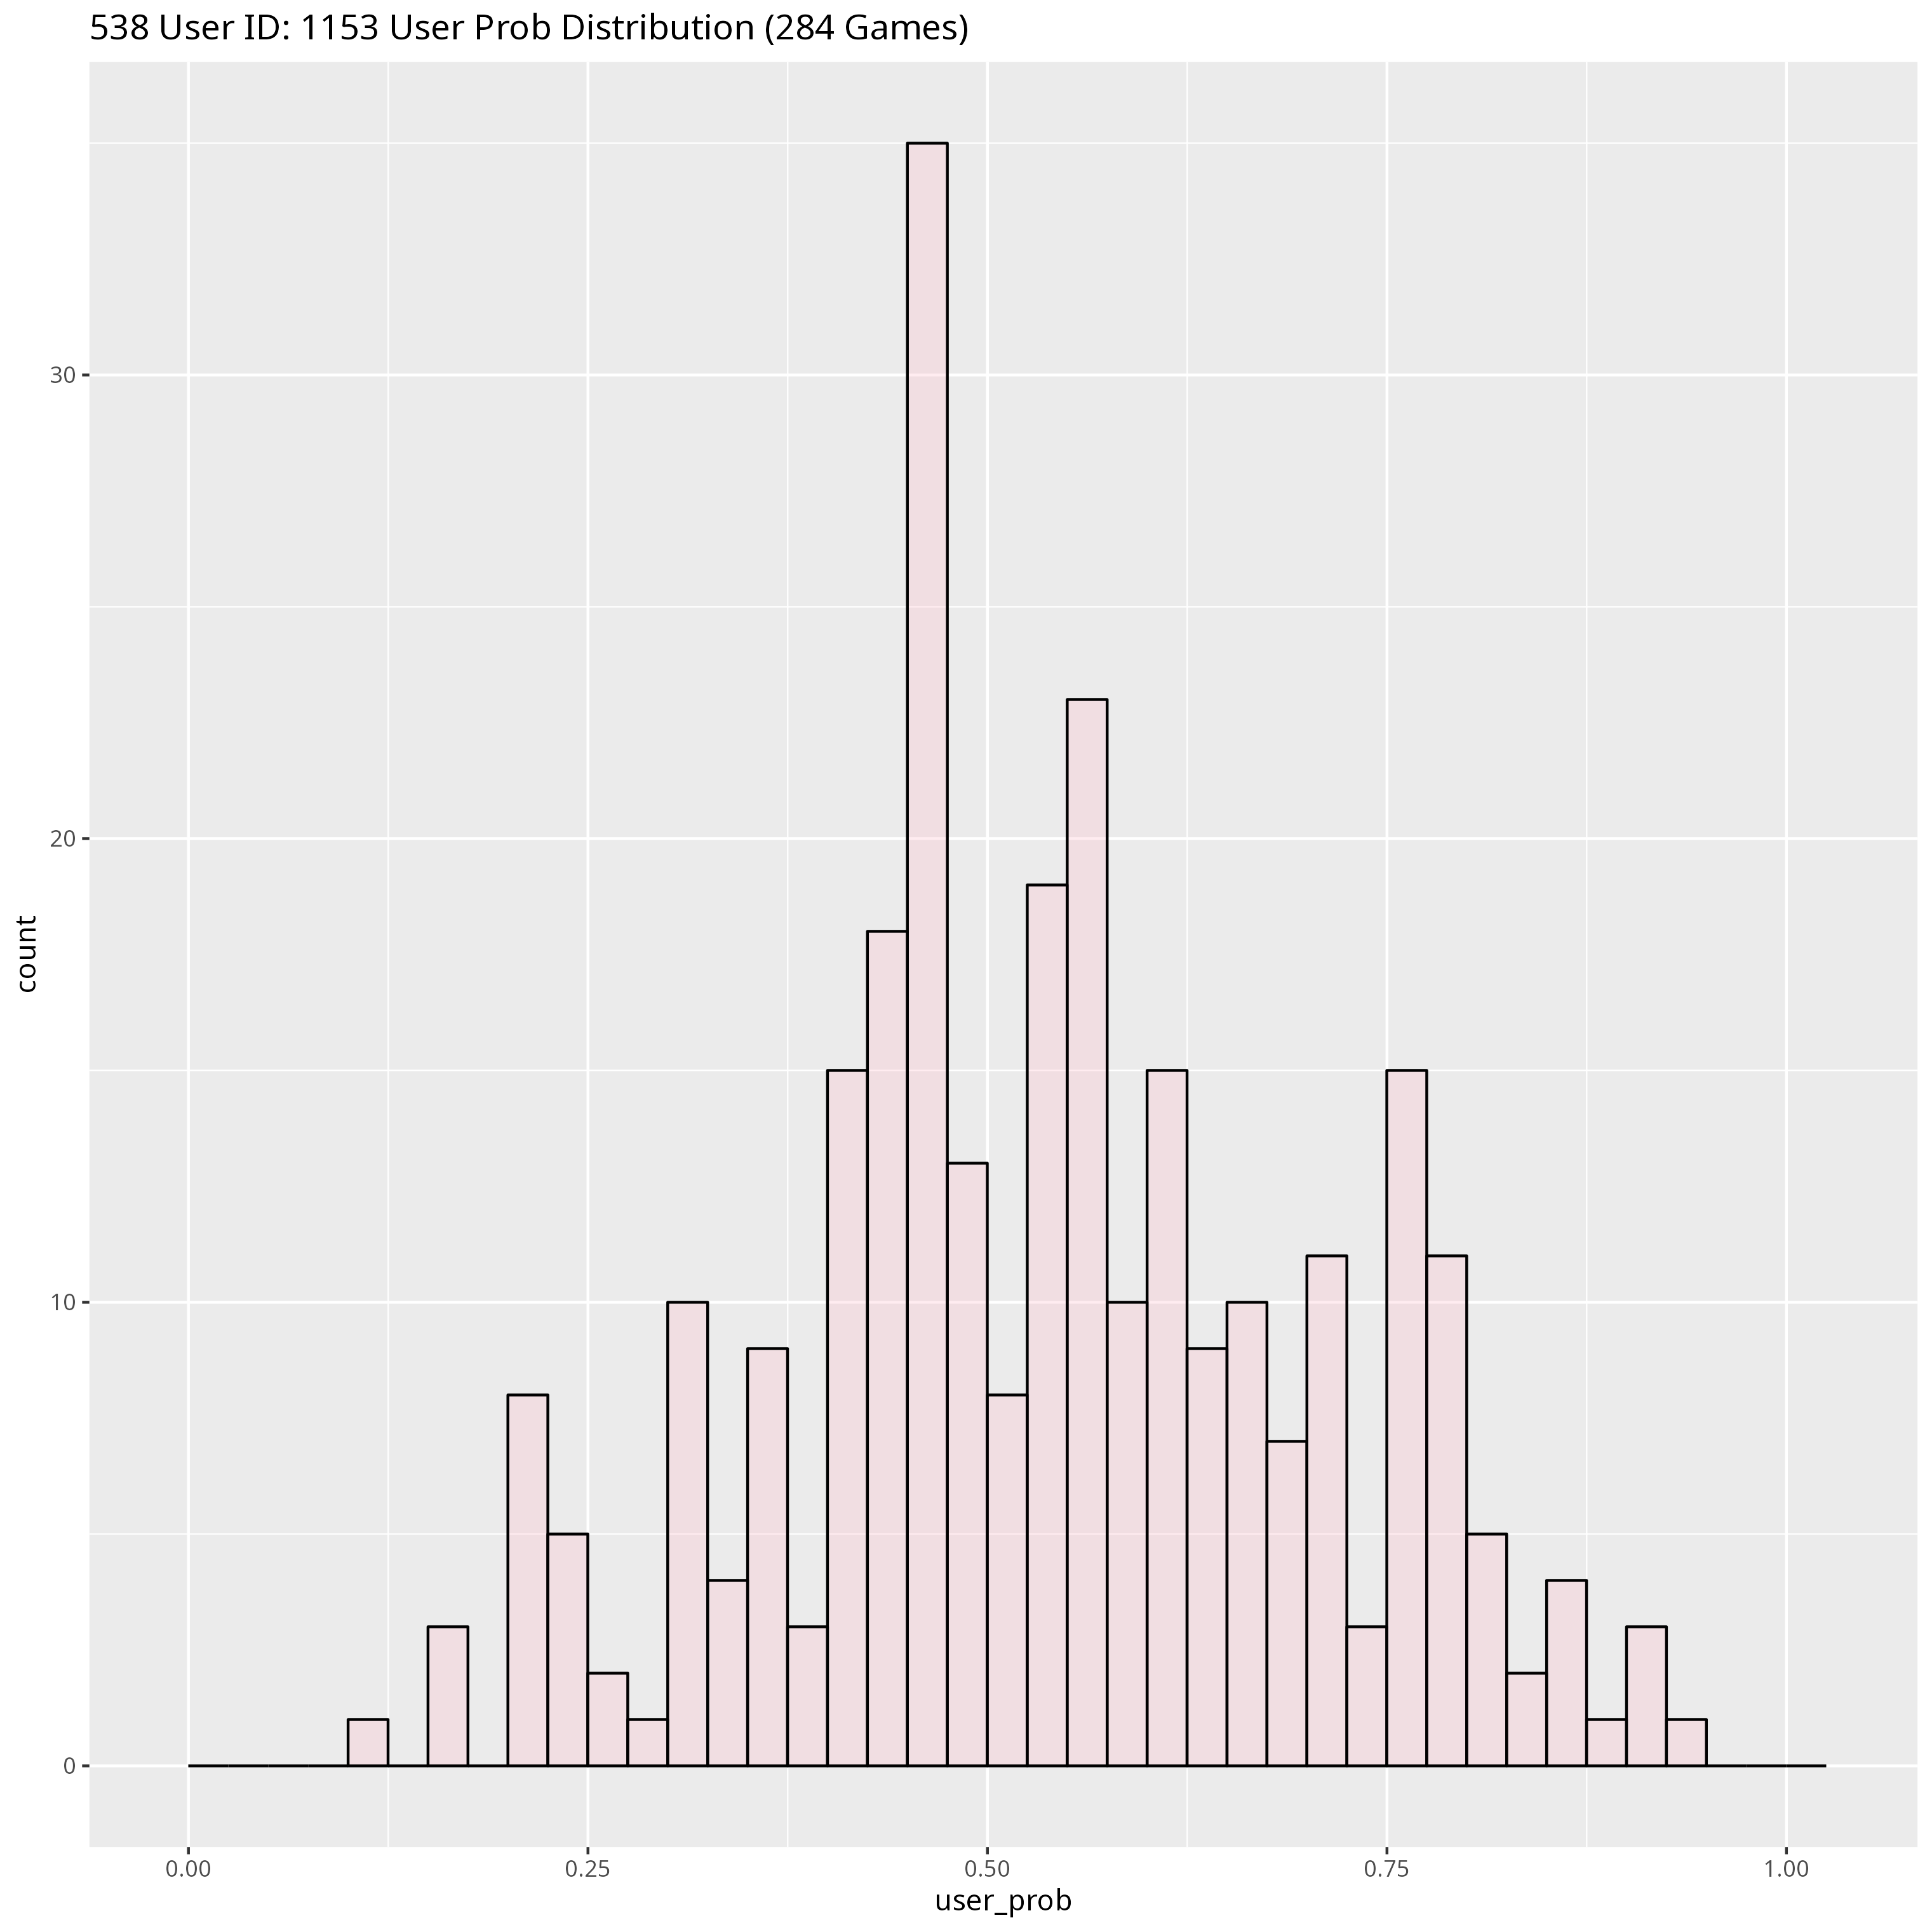 538 User ID: 1153 User Prob Distribution (284 Games)
30
20
10
0
count
0.00 0.25 0.50 0.75 1.00
user_prob